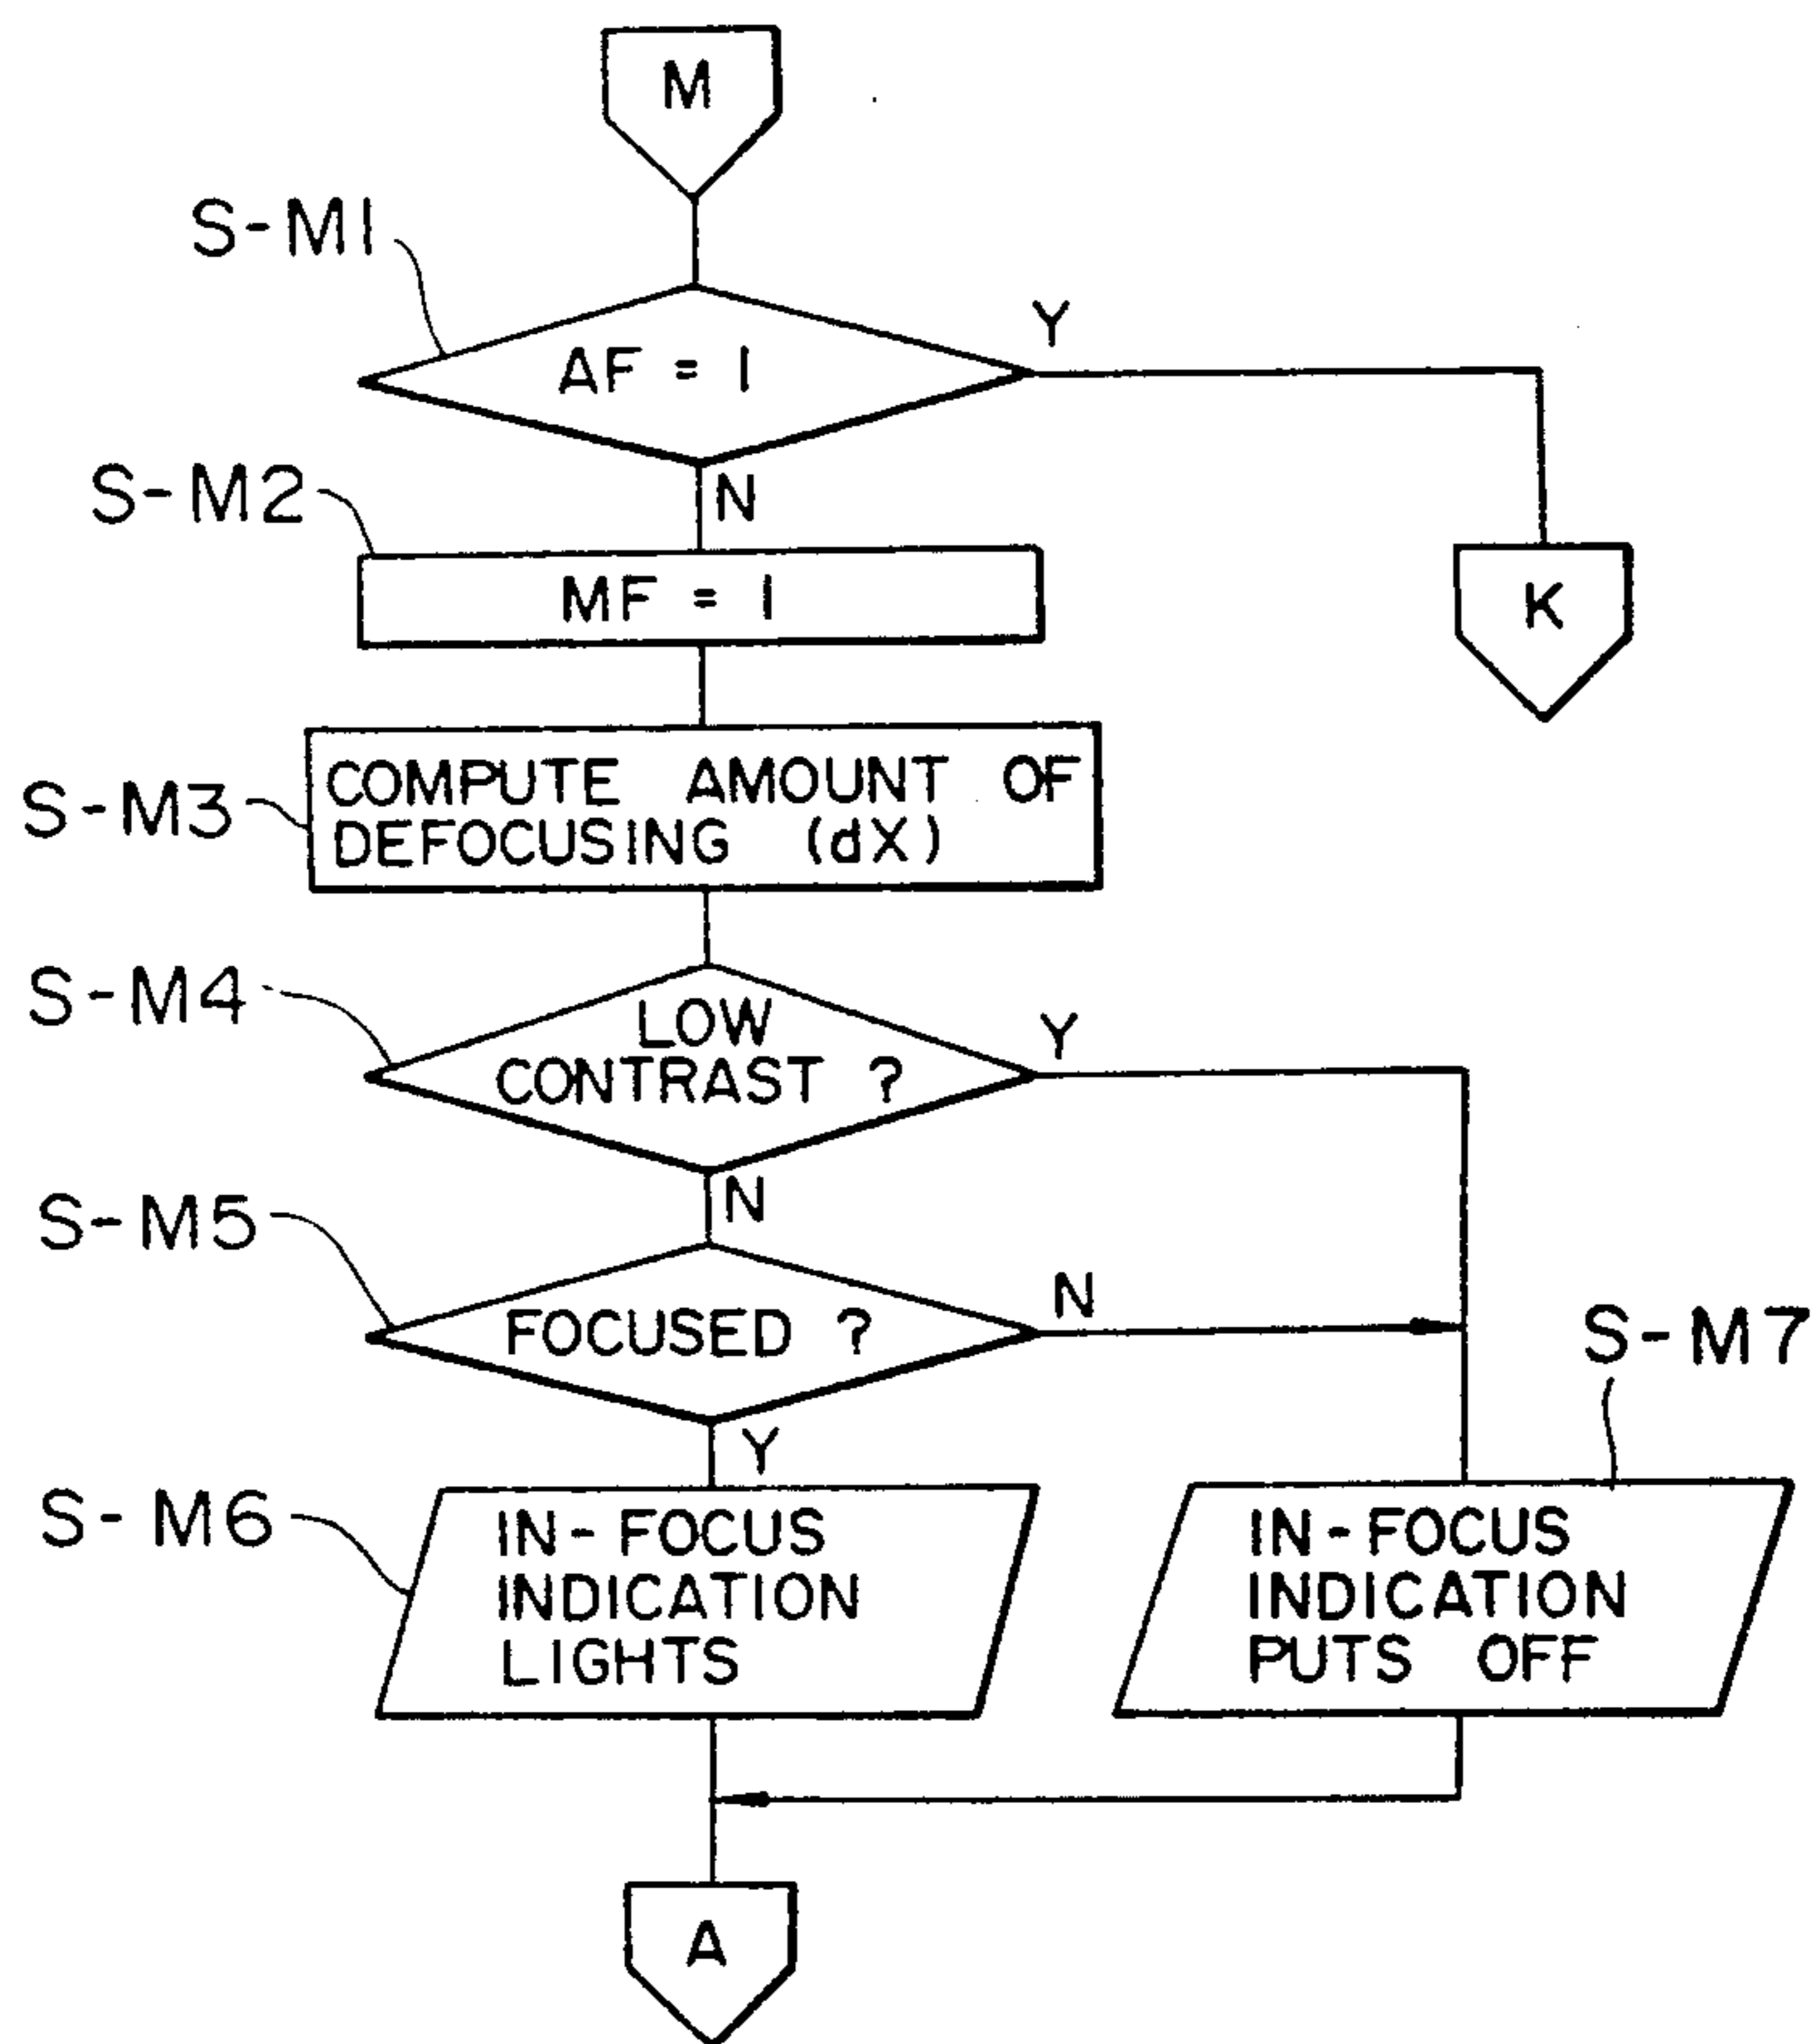 M
S-M1
AF = 1
Y
N
S-M2
MF = 1
K
S-M3
COMPUTE AMOUNT OF
DEFOCUSING (dX)
S-M4
LOW
CONTRAST ?
Y
N
S-M5
FOCUSED ?
N
Y
S-M7
S-M6
IN-FOCUS
INDICATION
LIGHTS
IN-FOCUS
INDICATION
PUTS OFF
A